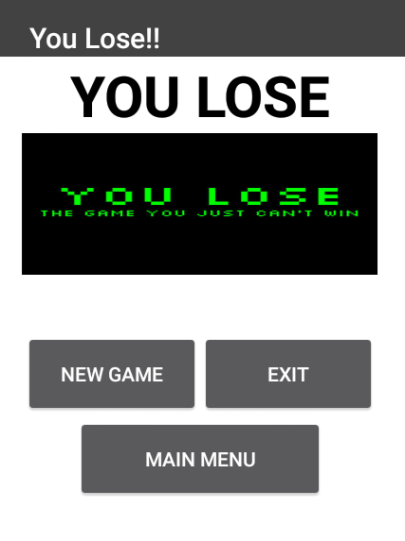 You Lose!!
YOU LOSE
YOU LOSE
THE GAME YOU JUST CAN'T WIN
NEW GAME
EXIT
MAIN MENU